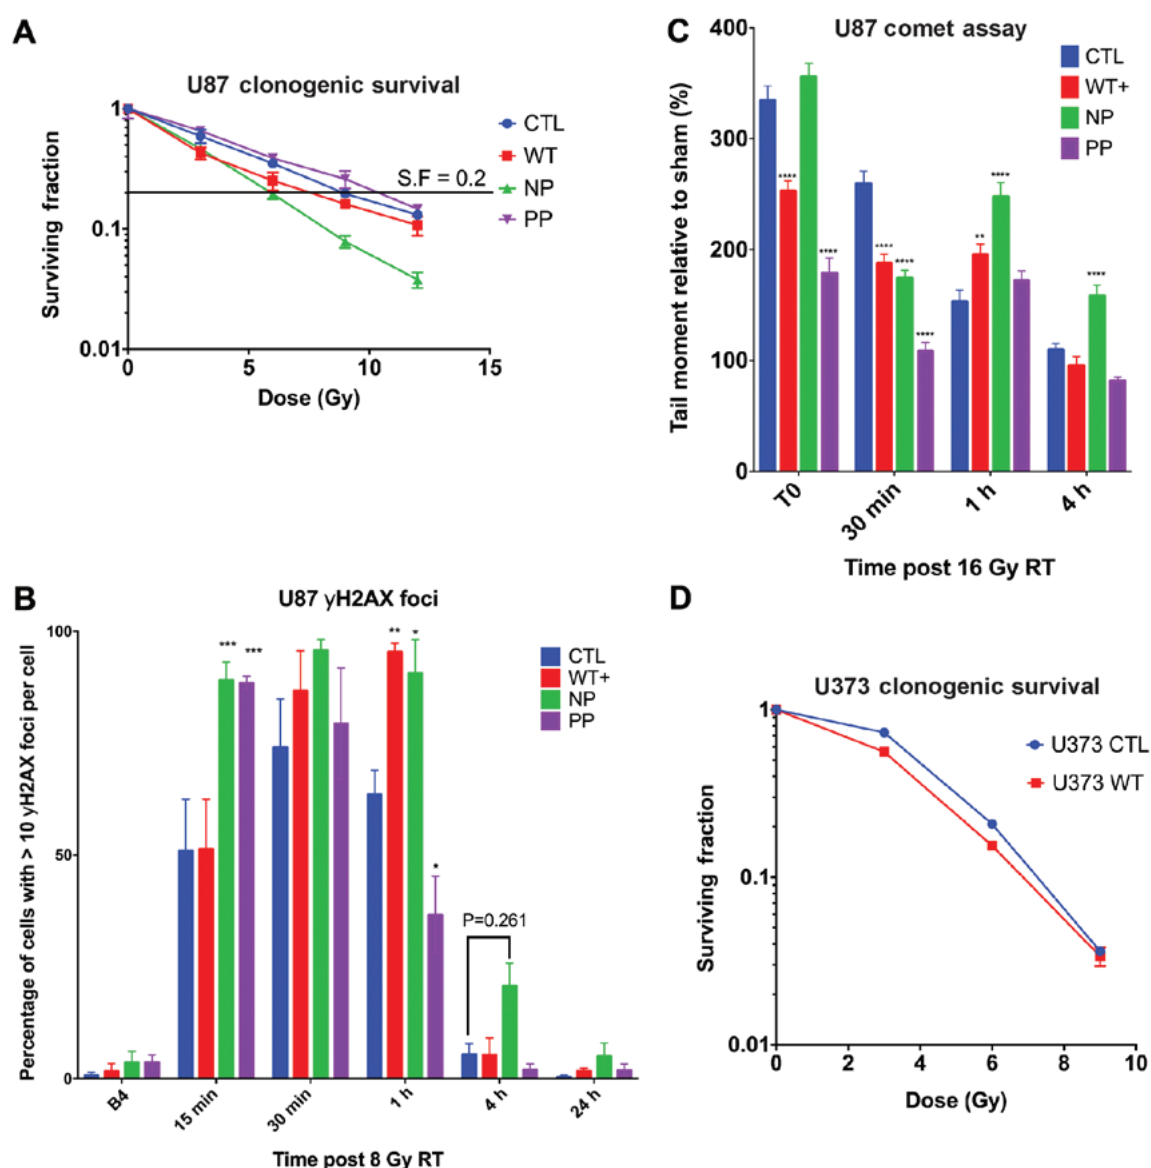 A
U87 clonogenic survival
Surviving fraction
1
0.1
0.01
0
5
10
15
Dose (Gy)
S.F = 0.2
CTL
WT
NP
PP
C
U87 comet assay
Tail moment relative to sham (%)
400
300
200
100
0
CTL
WT+
NP
PP
****
****
****
****
****
**
****
****
T0
30 min
1 h
4 h
Time post 16 Gy RT
B
U87 γH2AX foci
Percentage of cells with > 10 γH2AX foci per cell
100
50
0
CTL
WT+
NP
PP
***
***
**
*
*
P=0.261
B4
15 min
30 min
1 h
4 h
24 h
Time post 8 Gy RT
D
U373 clonogenic survival
Surviving fraction
1
0.1
0.01
0
2
4
6
8
10
Dose (Gy)
U373 CTL
U373 WT